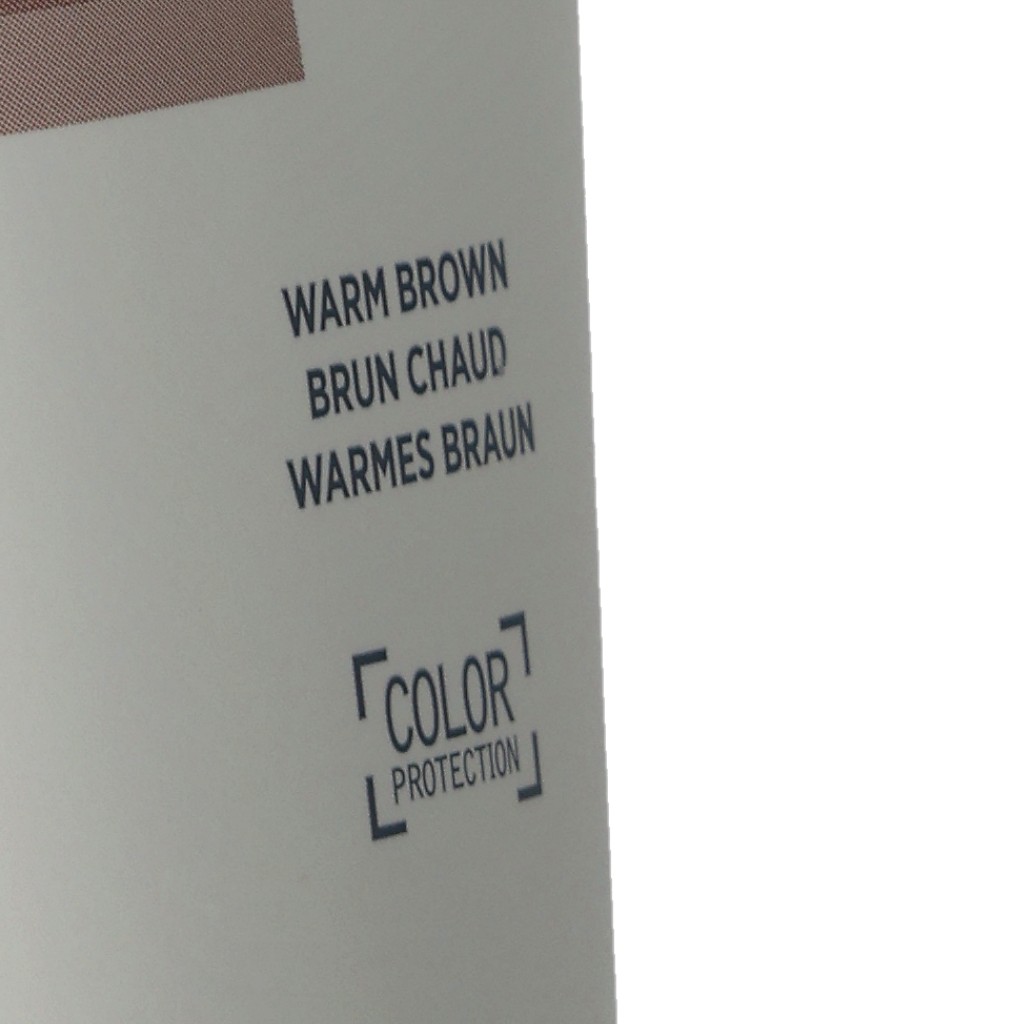 WARM BROWN
BRUN CHAUD
WARMES BRAUN
COLOR
PROTECTION